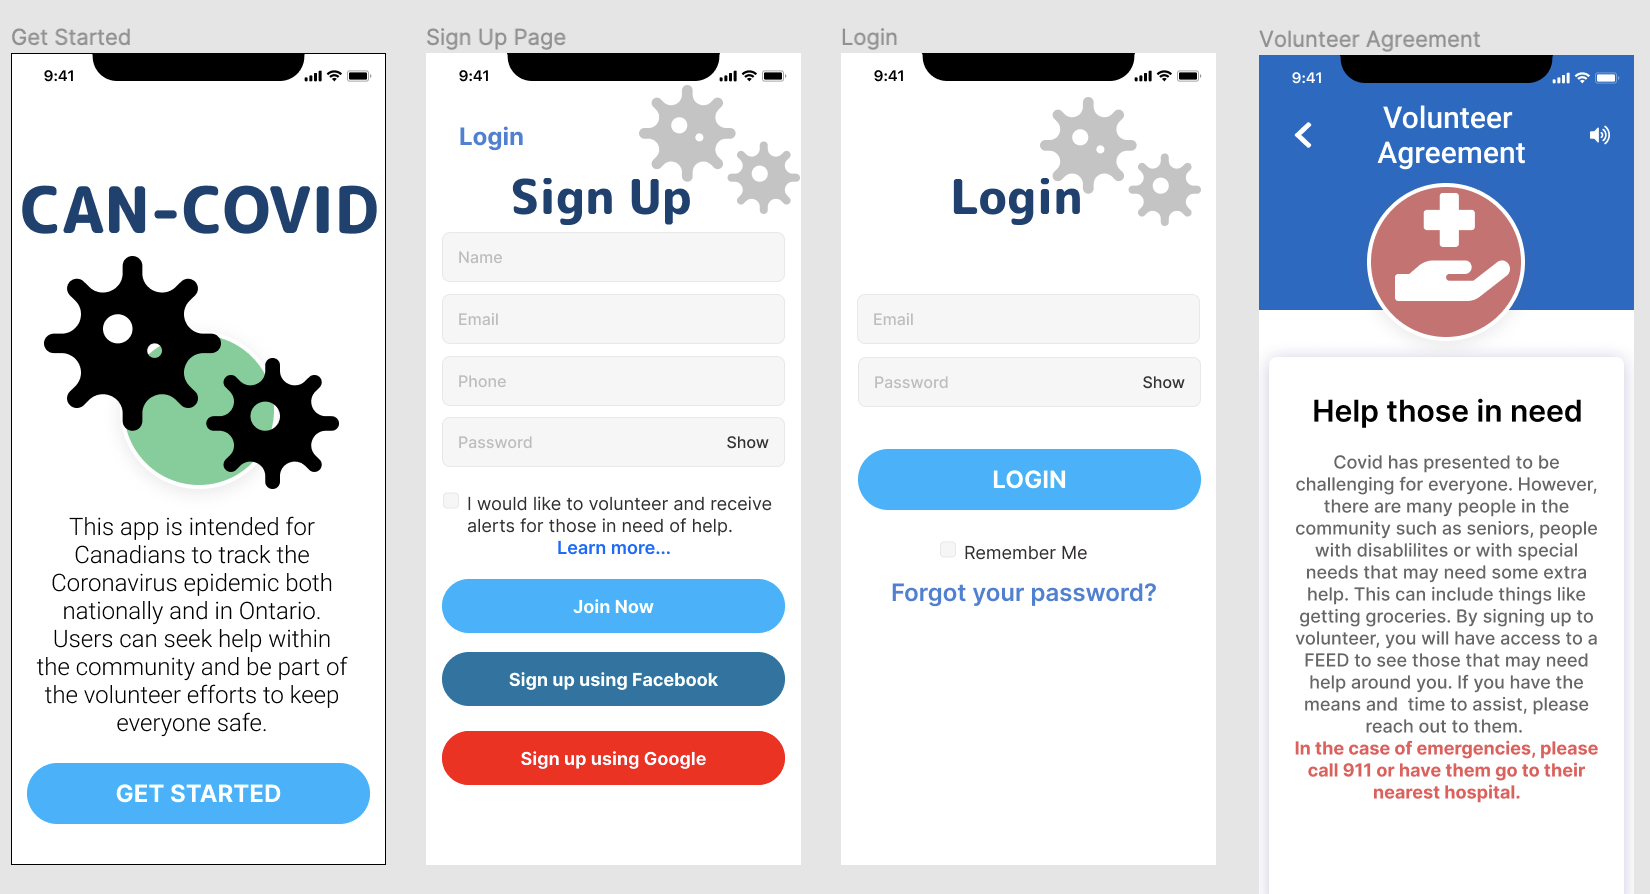 Get Started
9:41
CAN-COVID
This app is intended for
Canadians to track the
Coronavirus epidemic both
nationally and in Ontario.
Users can seek help within
the community and be part of
the volunteer efforts to keep
everyone safe.
GET STARTED
Sign Up Page
9:41
Login
Sign Up
Name
Email
Phone
Password
Show
I would like to volunteer and receive
alerts for those in need of help.
Learn more...
Join Now
Sign up using Facebook
Sign up using Google
Login
9:41
Login
Email
Password
Show
LOGIN
Remember Me
Forgot your password?
Volunteer Agreement
9:41
Volunteer
Agreement
Help those in need
Covid has presented to be
challenging for everyone. However,
there are many people in the
community such as seniors, people
with disablilites or with special
needs that may need some extra
help. This can include things like
getting groceries. By signing up to
volunteer, you will have access to a
FEED to see those that may need
help around you. If you have the
means and  time to assist, please
reach out to them.
In the case of emergencies, please
call 911 or have them go to their
nearest hospital.